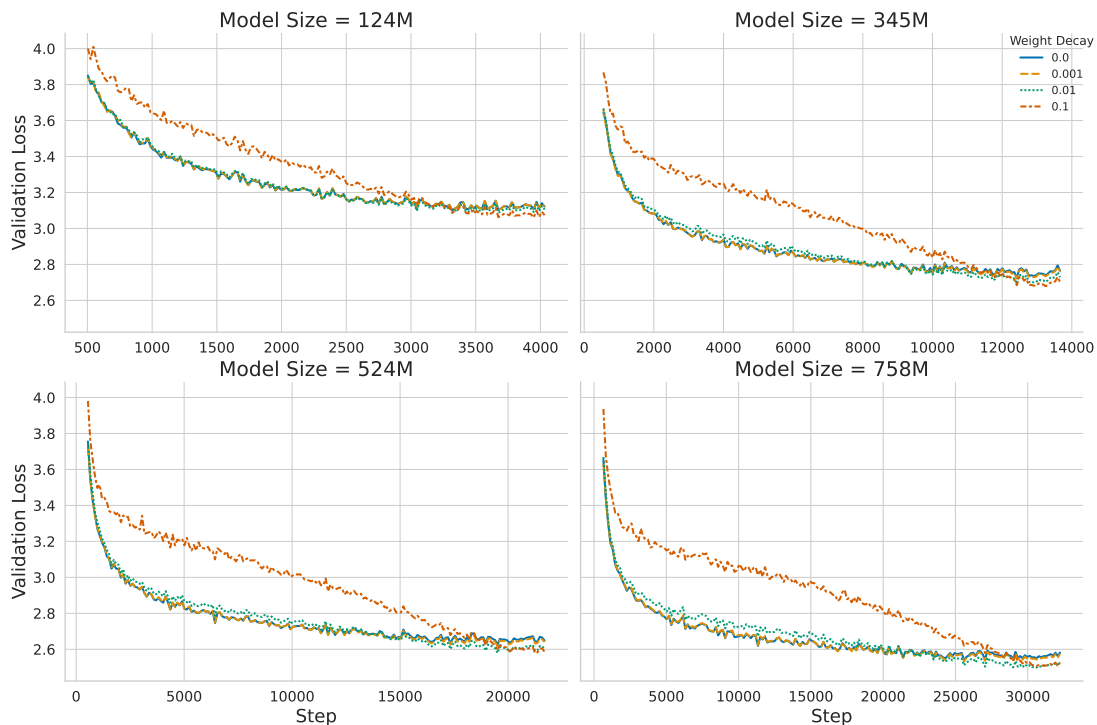 Model Size = 124M
Model Size = 345M
Validation Loss
4.0
3.8
3.6
3.4
3.2
3.0
2.8
2.6
500 1000 1500 2000 2500 3000 3500 4000
Weight Decay
0.0
0.001
0.01
0.1
0 2000 4000 6000 8000 10000 12000 14000
Model Size = 524M
Model Size = 758M
Validation Loss
4.0
3.8
3.6
3.4
3.2
3.0
2.8
2.6
0 5000 10000 15000 20000
Step
0 5000 10000 15000 20000 25000 30000
Step